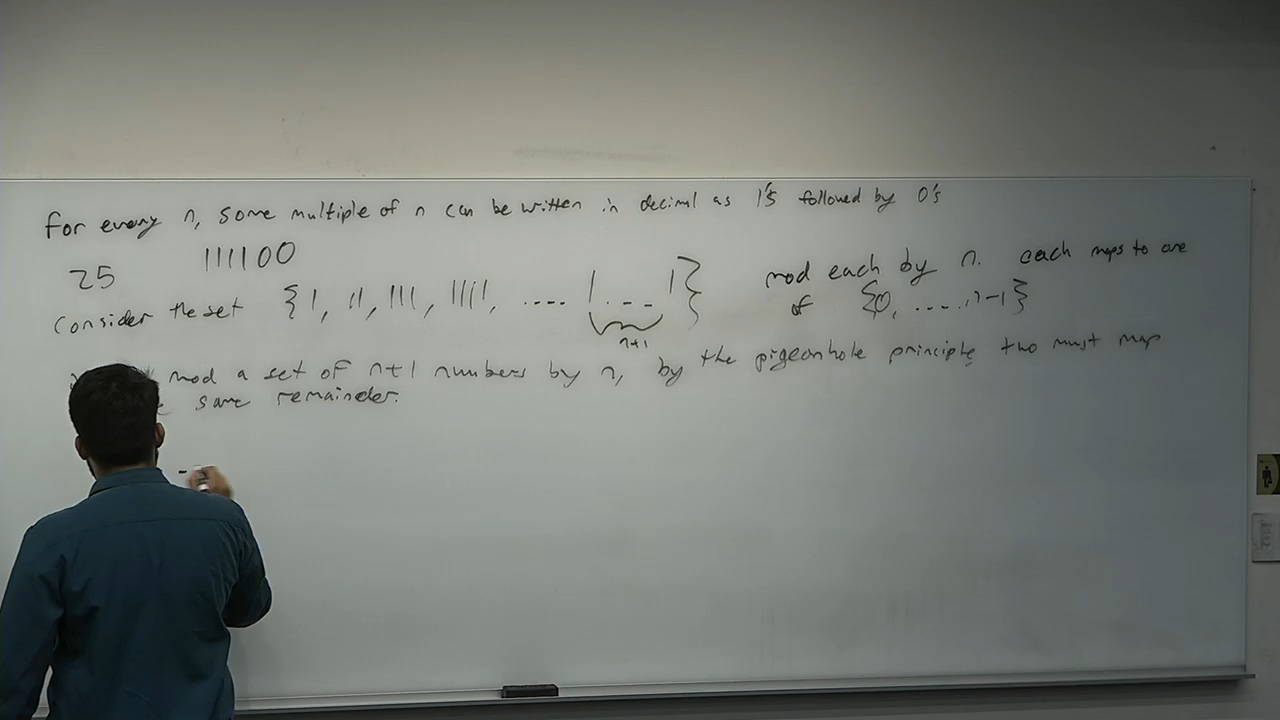 for every n, some multiple of n can be written in decimal as 1's followed by 0's
25 111100
Consider the set {1, 11, 111, 1111, .... 1 . _ _ 1} mod each by n. each maps to one
n+1 of {0, ...., n-1}
mod a set of n+1 numbers by n, by the pigeonhole principle two must map
same remainder.